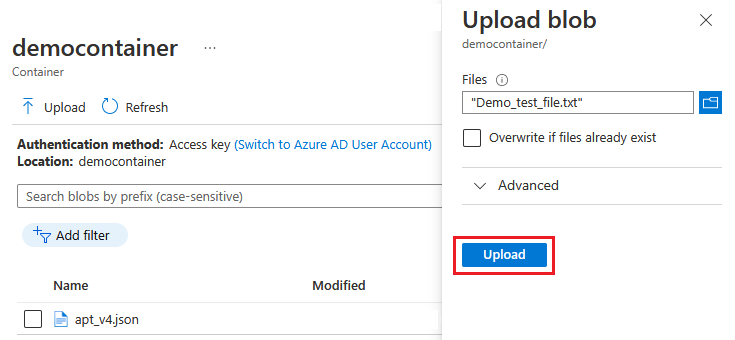 democontainer ...
Container
Upload Refresh
Authentication method: Access key (Switch to Azure AD User Account)
Location: democontainer
Search blobs by prefix (case-sensitive)
Add filter
Name Modified
apt_v4.json
Upload blob
democontainer/
Files
"Demo_test_file.txt"
Overwrite if files already exist
Advanced
Upload